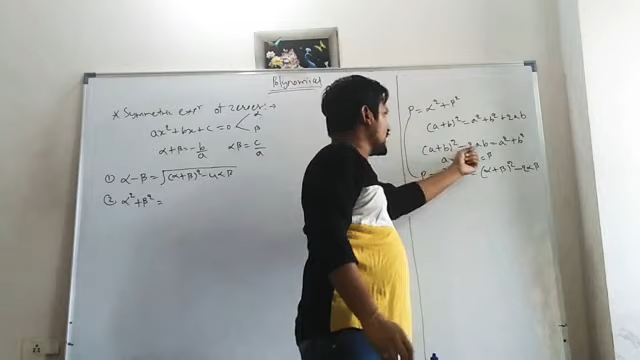 Polynomial
* Symmetric expr of zeroes :→
ax² + bx + c = 0 < α β
α + β = -b/a αβ = c/a
① α - β = √(α+β)² - 4αβ
② α² + β² =
P = α² + β²
(a+b)² = a² + b² + 2ab
(a+b)² - 2ab = a² + b²
= β
= (α+β)² - 2αβ